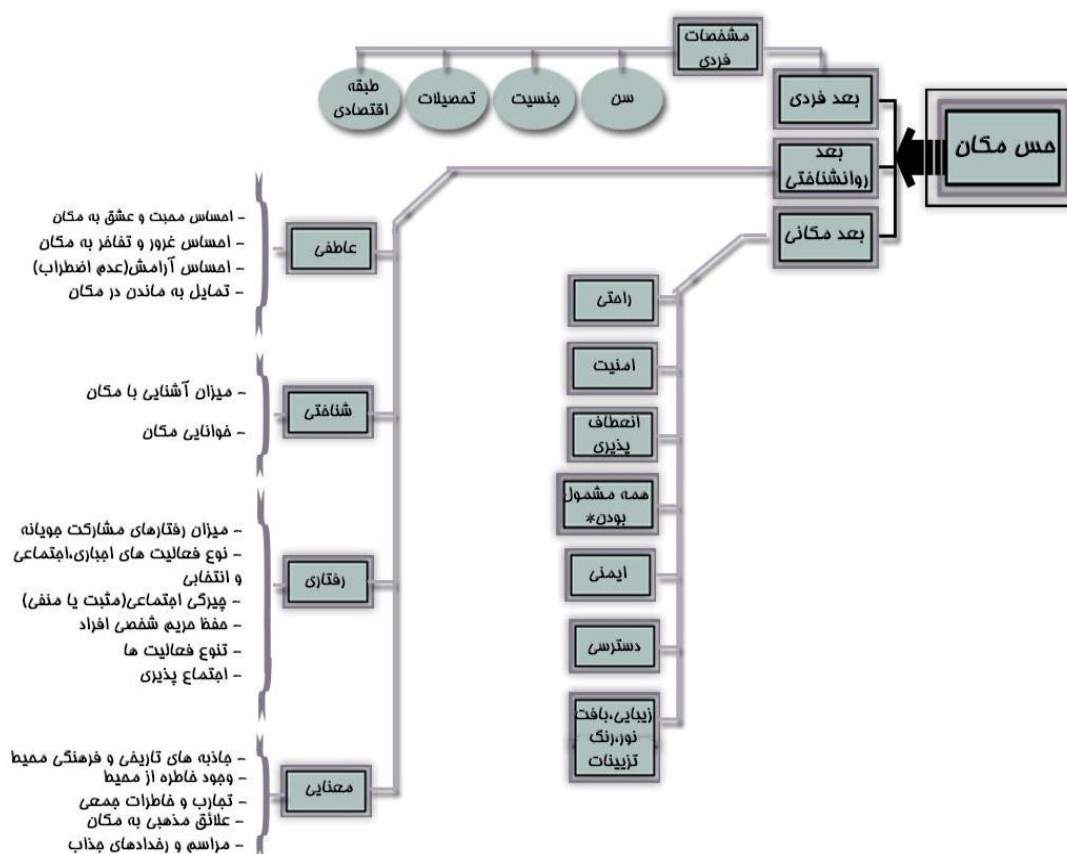 حس مکان
بعد فردی
مشخصات
فردی
سن
جنسیت
تحصیلات
طبقه
اقتصادی
بعد
روانشناختی
عاطفی
- احساس محبت و عشق به مکان
- احساس غرور و تفاخر به مکان
- احساس آرامش(عدم اضطراب)
- تمایل به ماندن در مکان
شناختی
- میزان آشنایی با مکان
- خوانایی مکان
رفتاری
- میزان رفتارهای مشارکت جویانه
- نوع فعالیت های اجباری،اجتماعی
و انتخابی
- چیرگی اجتماعی(مثبت یا منفی)
- حفظ حریم شخصی افراد
- تنوع فعالیت ها
- اجتماع پذیری
معنایی
- جاذبه های تاریخی و فرهنگی محیط
- وجود خاطره از محیط
- تجارب و خاطرات جمعی
- علائق مذهبی به مکان
- مراسم و رخدادهای جذاب
بعد مکانی
راحتی
امنیت
انعطاف
پذیری
همه مشمول
بودن*
ایمنی
دسترسی
زیبایی،بافت
نور،رنگ
تزیینات